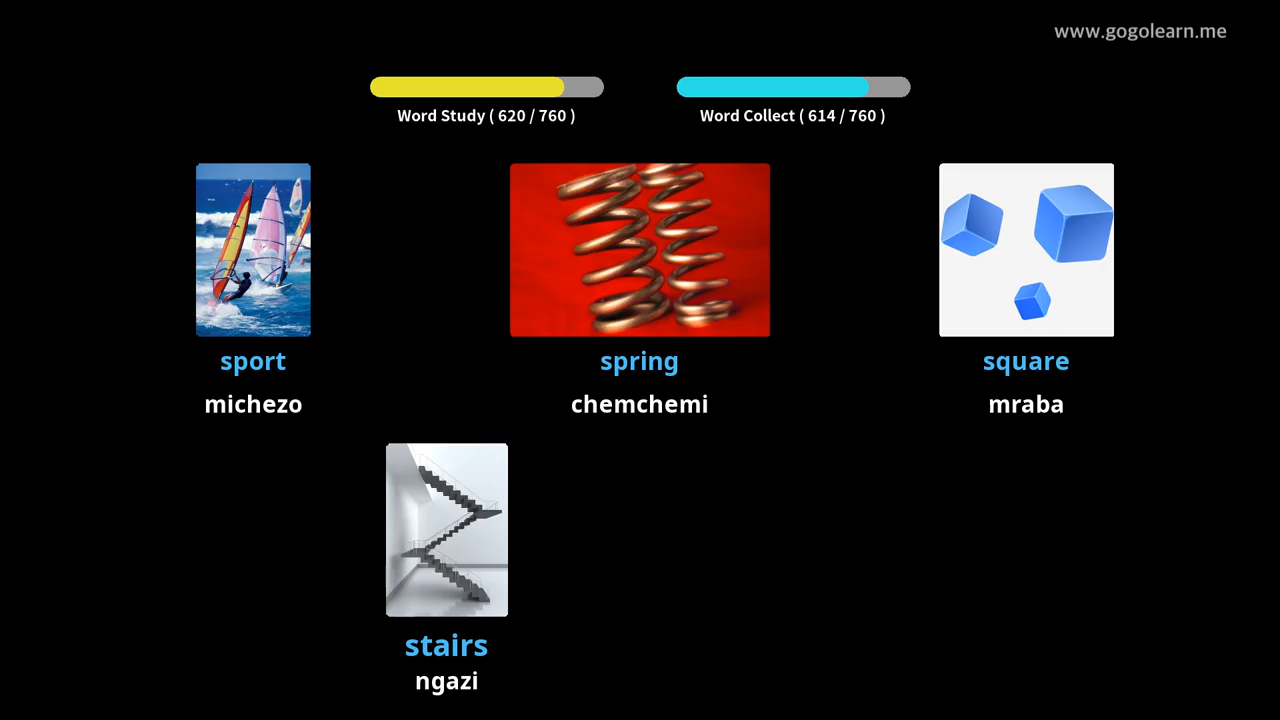 www.gogolearn.me
Word Study ( 620 / 760 )
Word Collect ( 614 / 760 )
sport
spring
square
michezo
chemchemi
mraba
stairs
ngazi